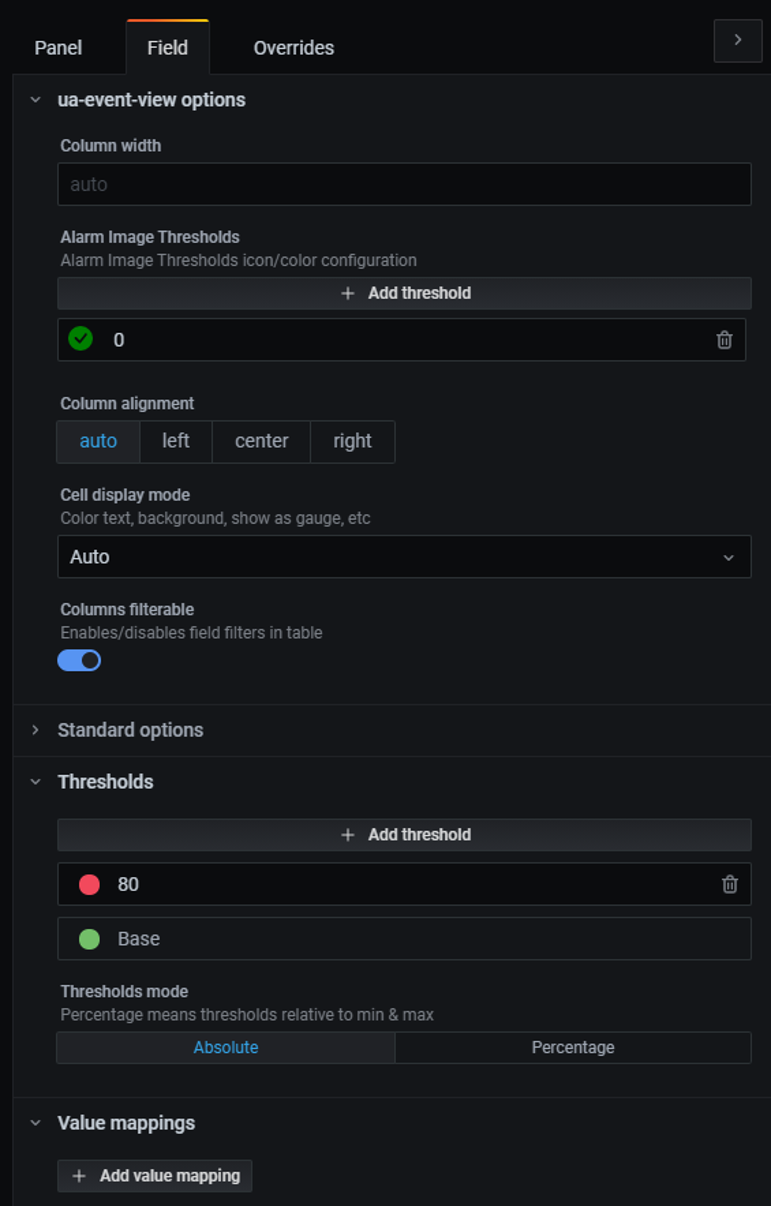 Panel Field Overrides
ua-event-view options
Column width
auto
Alarm Image Thresholds
Alarm Image Thresholds icon/color configuration
+ Add threshold
0
Column alignment
auto left center right
Cell display mode
Color text, background, show as gauge, etc
Auto
Columns filterable
Enables/disables field filters in table
Standard options
Thresholds
+ Add threshold
80
Base
Thresholds mode
Percentage means thresholds relative to min & max
Absolute Percentage
Value mappings
+ Add value mapping